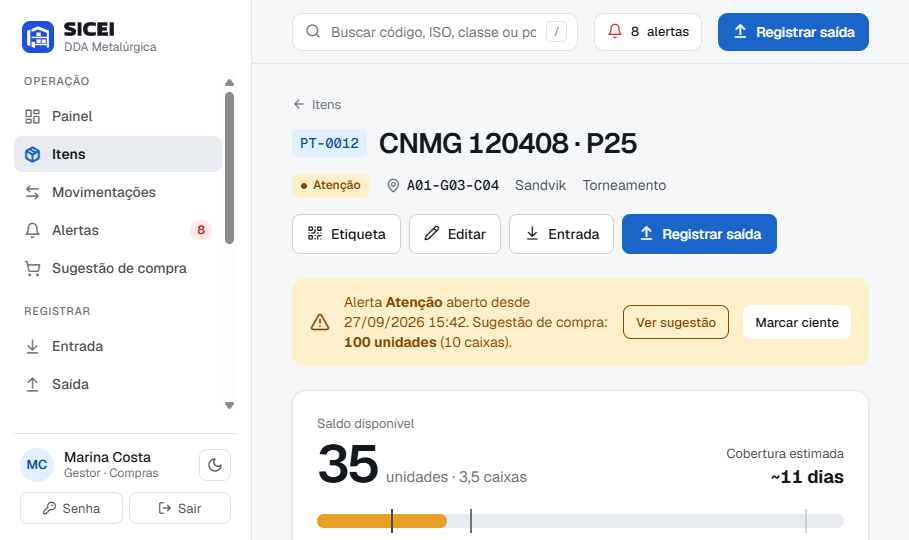 SICEI
DDA Metalúrgica
OPERAÇÃO
Painel
Itens
Movimentações
Alertas 8
Sugestão de compra
REGISTRAR
Entrada
Saída
MC Marina Costa
Gestor · Compras
Senha Sair
Buscar código, ISO, classe ou po /
8 alertas
Registrar saída
← Itens
PT-0012 CNMG 120408 · P25
Atenção A01-G03-C04 Sandvik Torneamento
Etiqueta Editar Entrada Registrar saída
Alerta Atenção aberto desde
27/09/2026 15:42. Sugestão de compra:
100 unidades (10 caixas).
Ver sugestão Marcar ciente
Saldo disponível
35 unidades · 3,5 caixas
Cobertura estimada
~11 dias